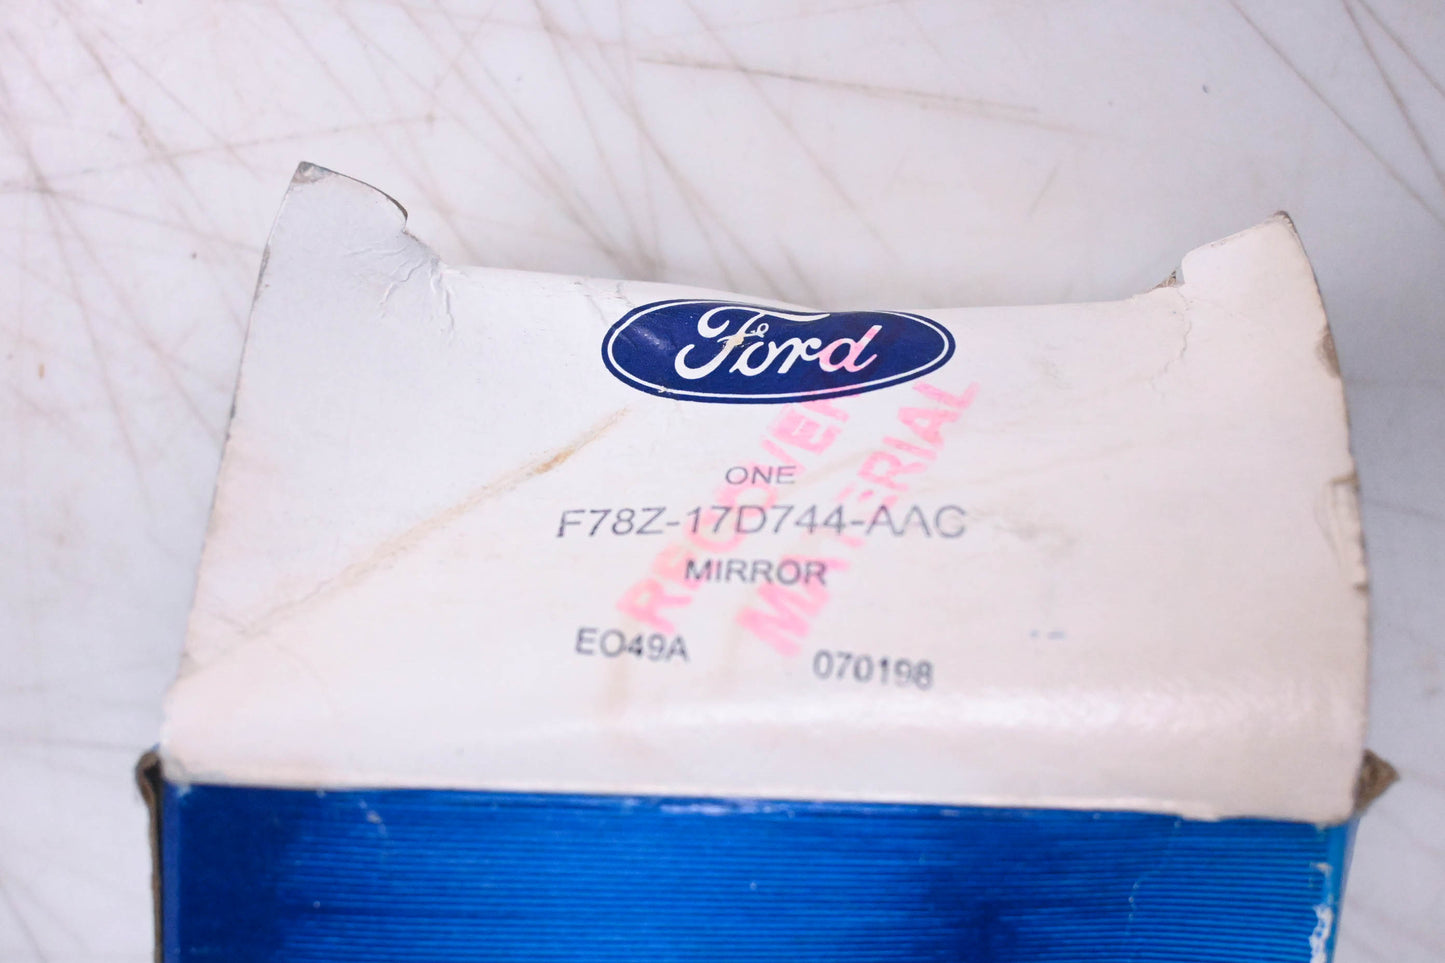 Ford
ONE
F78Z-17D744-AAC
MIRROR
EO49A
070198
MATERIAL